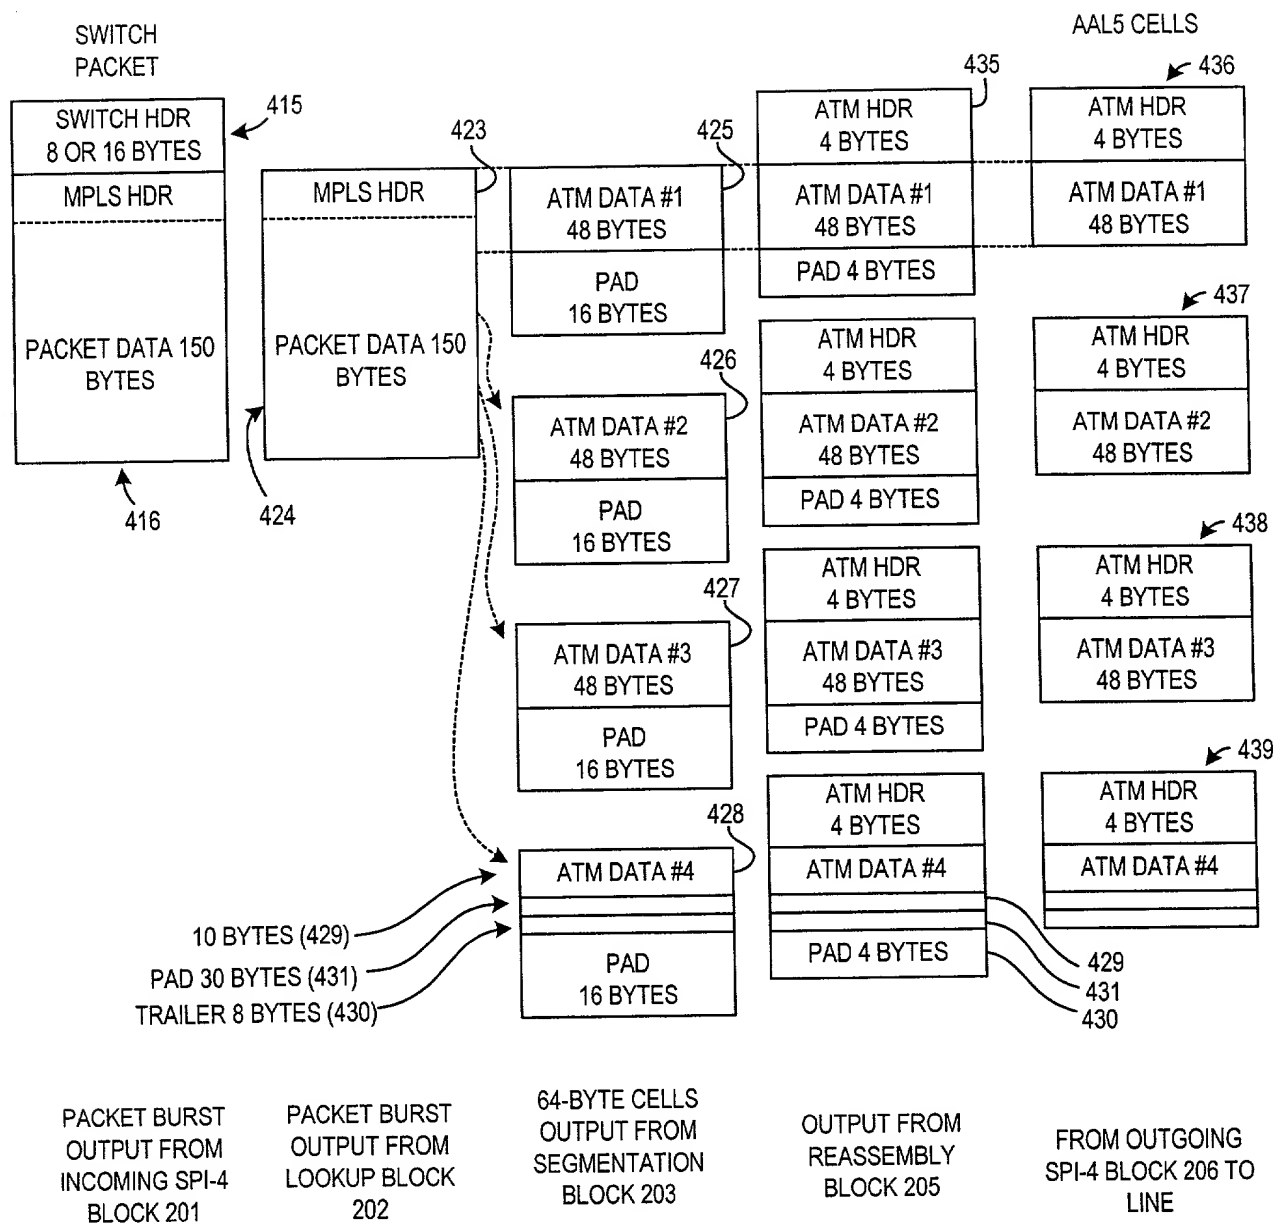 SWITCH
PACKET
SWITCH HDR
8 OR 16 BYTES
MPLS HDR
PACKET DATA 150
BYTES
415
416
423
MPLS HDR
PACKET DATA 150
BYTES
424
425
ATM DATA #1
48 BYTES
PAD
16 BYTES
426
ATM DATA #2
48 BYTES
PAD
16 BYTES
427
ATM DATA #3
48 BYTES
PAD
16 BYTES
428
ATM DATA #4
PAD
16 BYTES
10 BYTES (429)
PAD 30 BYTES (431)
TRAILER 8 BYTES (430)
435
ATM HDR
4 BYTES
ATM DATA #1
48 BYTES
PAD 4 BYTES
ATM HDR
4 BYTES
ATM DATA #2
48 BYTES
PAD 4 BYTES
ATM HDR
4 BYTES
ATM DATA #3
48 BYTES
PAD 4 BYTES
ATM HDR
4 BYTES
ATM DATA #4
PAD 4 BYTES
429
431
430
AAL5 CELLS
436
ATM HDR
4 BYTES
ATM DATA #1
48 BYTES
437
ATM HDR
4 BYTES
ATM DATA #2
48 BYTES
438
ATM HDR
4 BYTES
ATM DATA #3
48 BYTES
439
ATM HDR
4 BYTES
ATM DATA #4
PACKET BURST
OUTPUT FROM
INCOMING SPI-4
BLOCK 201
PACKET BURST
OUTPUT FROM
LOOKUP BLOCK
202
64-BYTE CELLS
OUTPUT FROM
SEGMENTATION
BLOCK 203
OUTPUT FROM
REASSEMBLY
BLOCK 205
FROM OUTGOING
SPI-4 BLOCK 206 TO
LINE